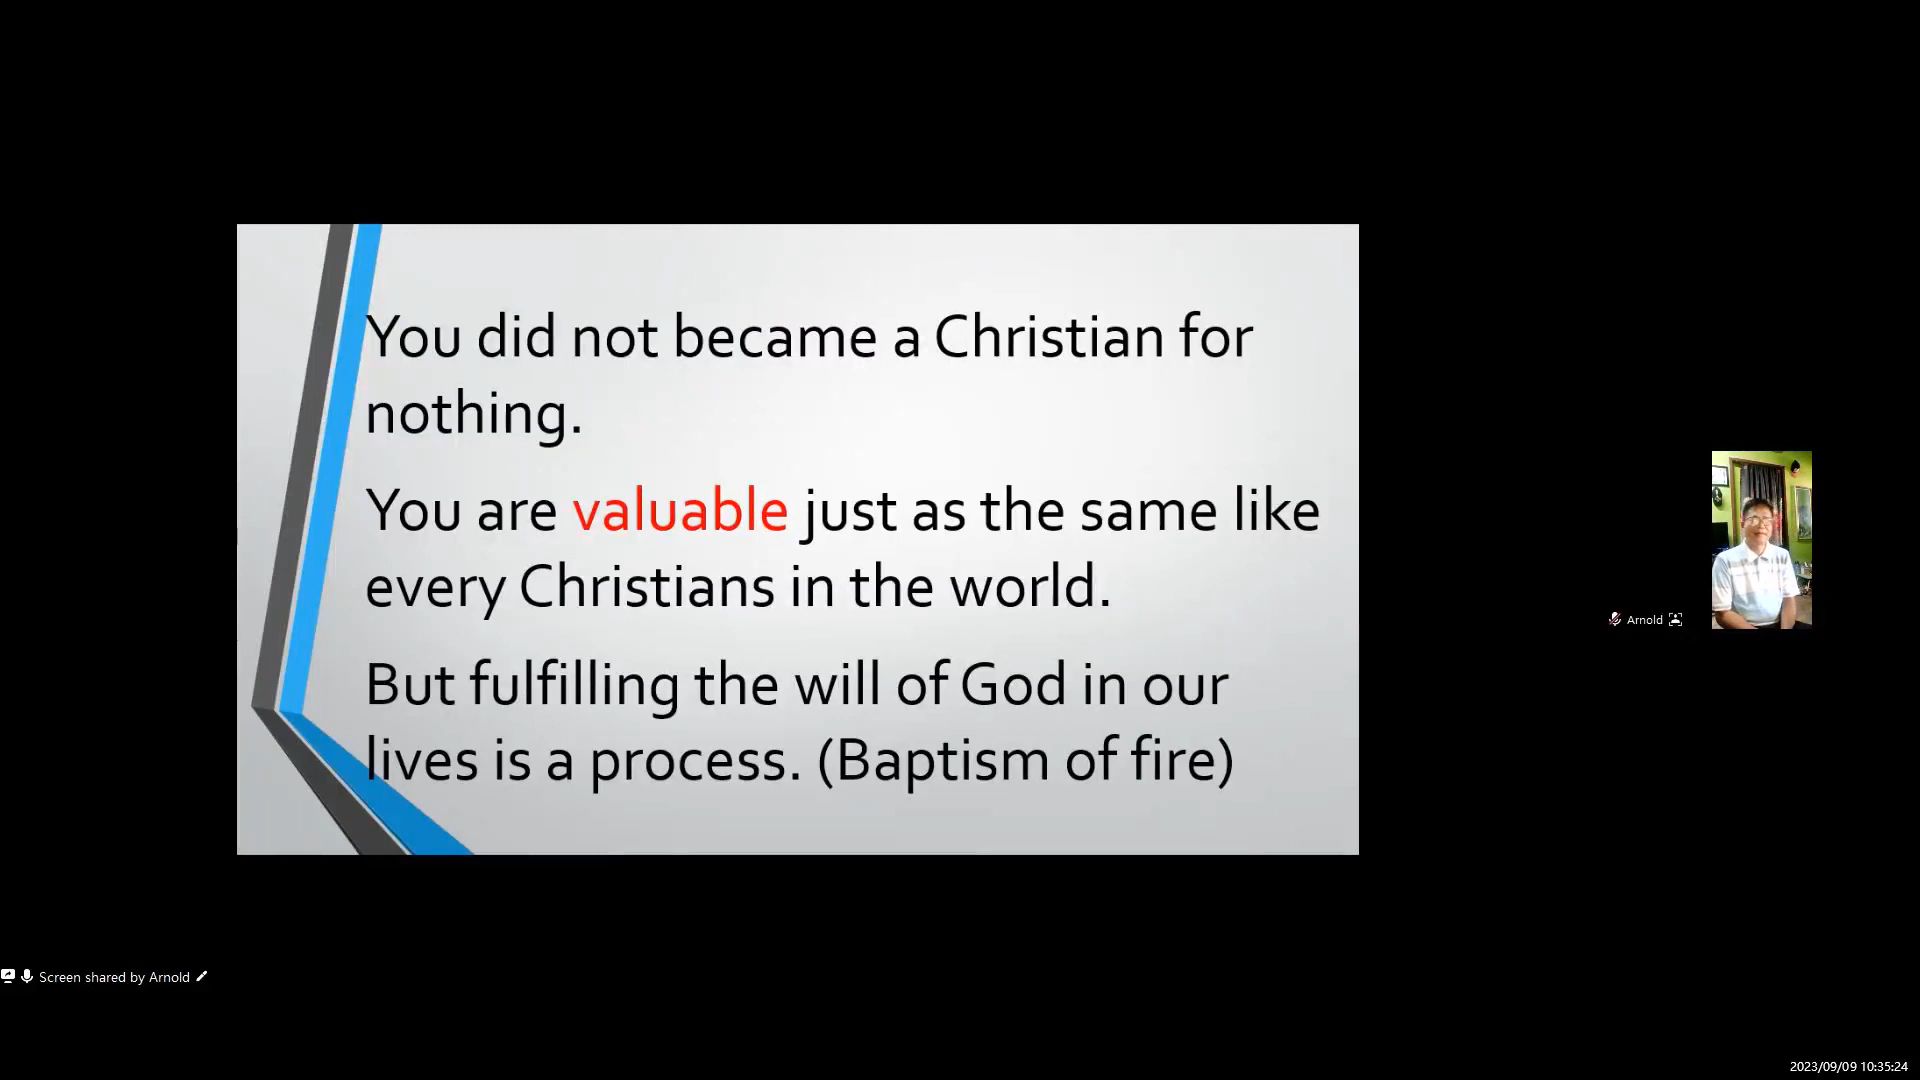 You did not became a Christian for
nothing.
You are valuable just as the same like
every Christians in the world.
But fulfilling the will of God in our
lives is a process. (Baptism of fire)
Arnold
Screen shared by Arnold
2023/09/09 10:35:24